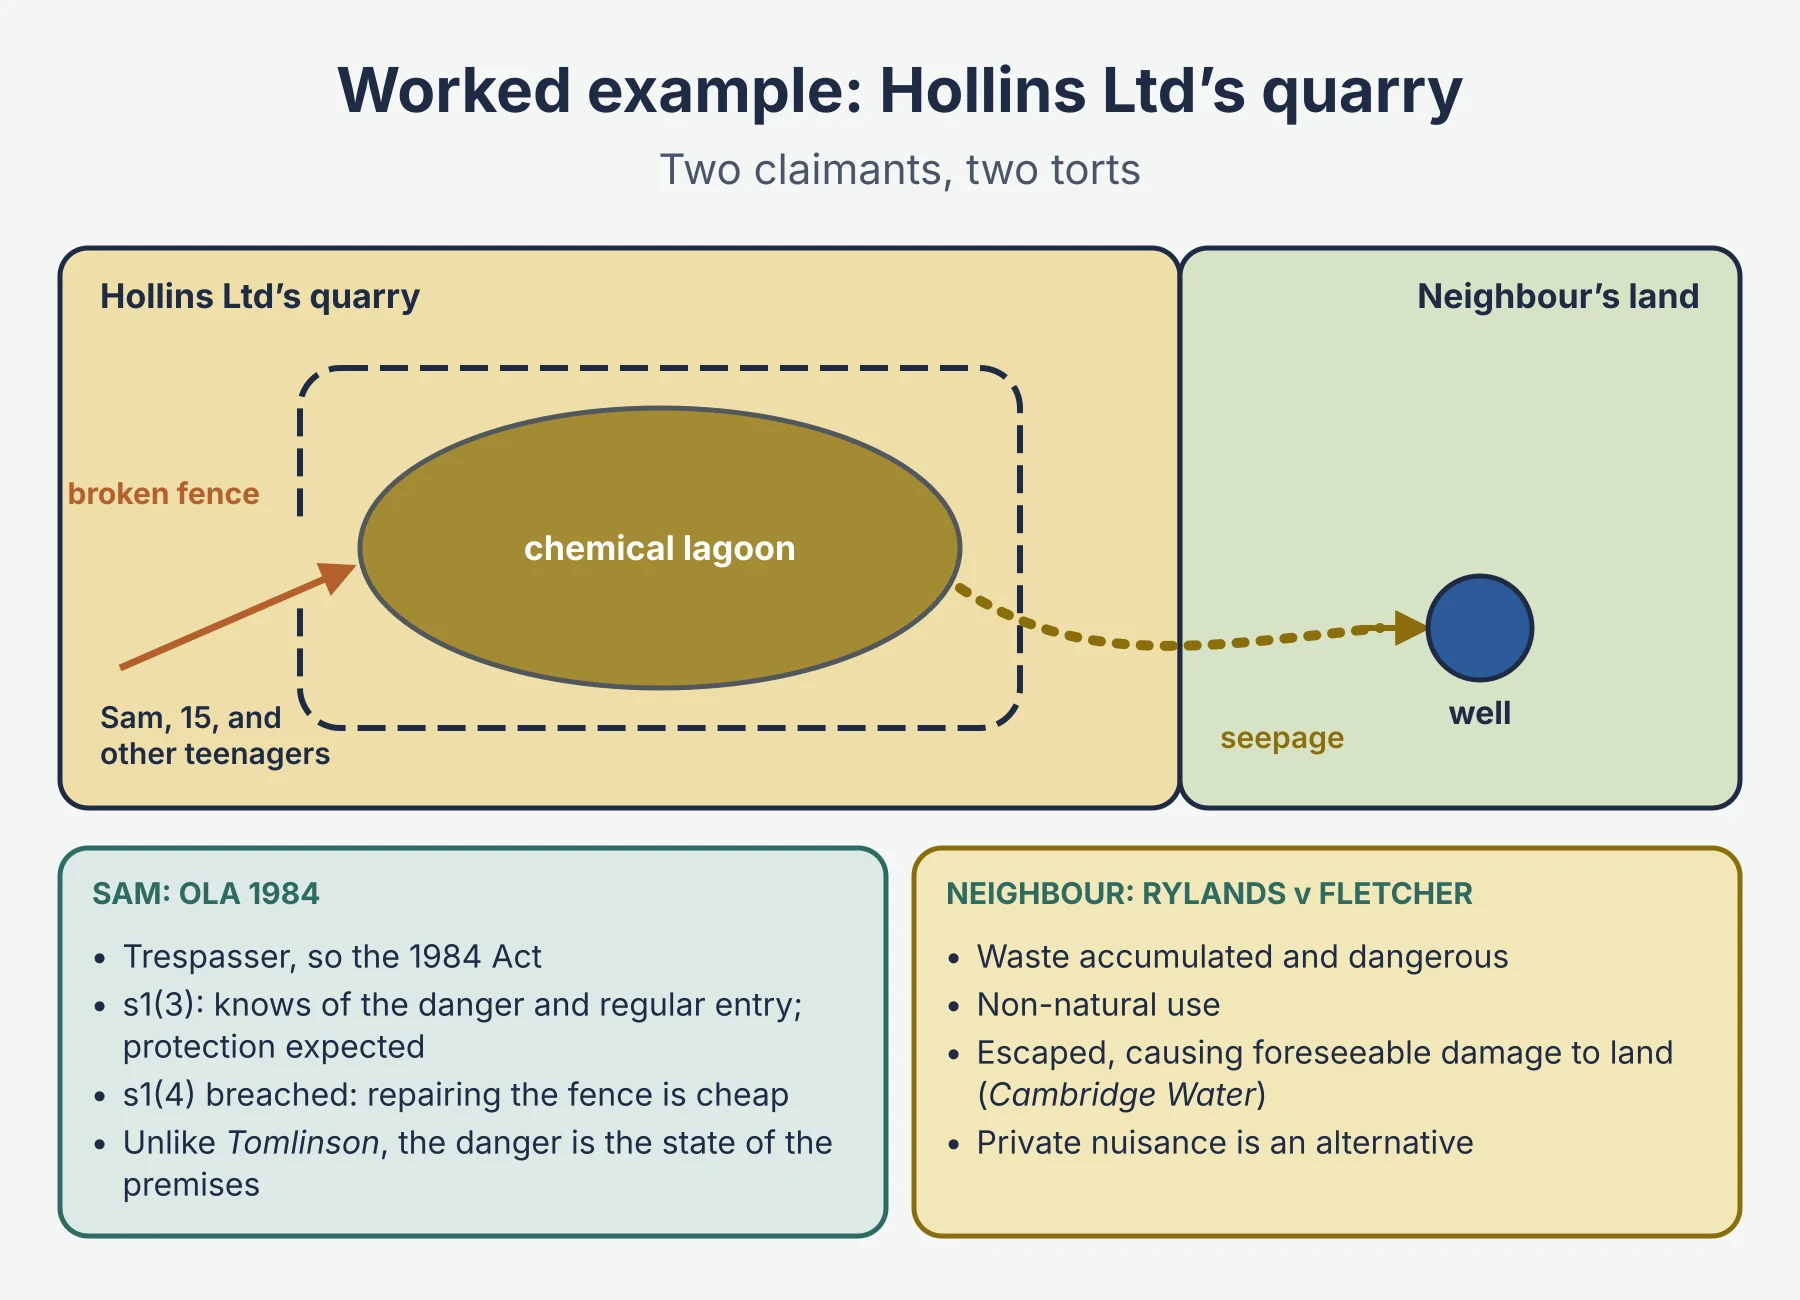 Worked example: Hollins Ltd’s quarry
Two claimants, two torts
Hollins Ltd’s quarry
Neighbour’s land
broken fence
chemical lagoon
Sam, 15, and
other teenagers
well
seepage
SAM: OLA 1984
• Trespasser, so the 1984 Act
• s1(3): knows of the danger and regular entry;
protection expected
• s1(4) breached: repairing the fence is cheap
• Unlike Tomlinson, the danger is the state of the
premises
NEIGHBOUR: RYLANDS v FLETCHER
• Waste accumulated and dangerous
• Non-natural use
• Escaped, causing foreseeable damage to land
(Cambridge Water)
• Private nuisance is an alternative